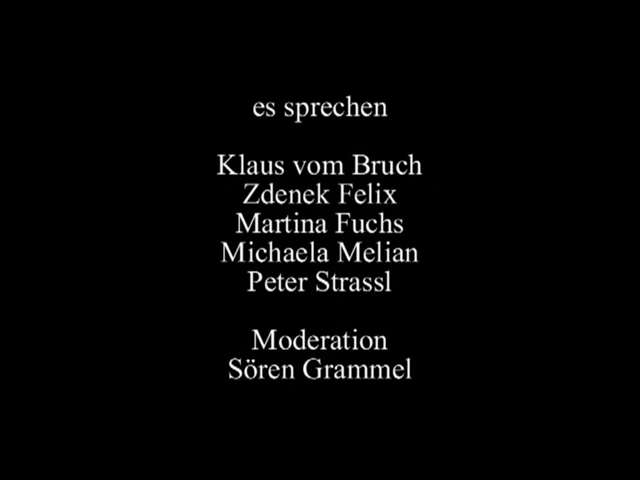 es sprechen
Klaus vom Bruch
Zdenek Felix
Martina Fuchs
Michaela Melian
Peter Strassl
Moderation
Sören Grammel